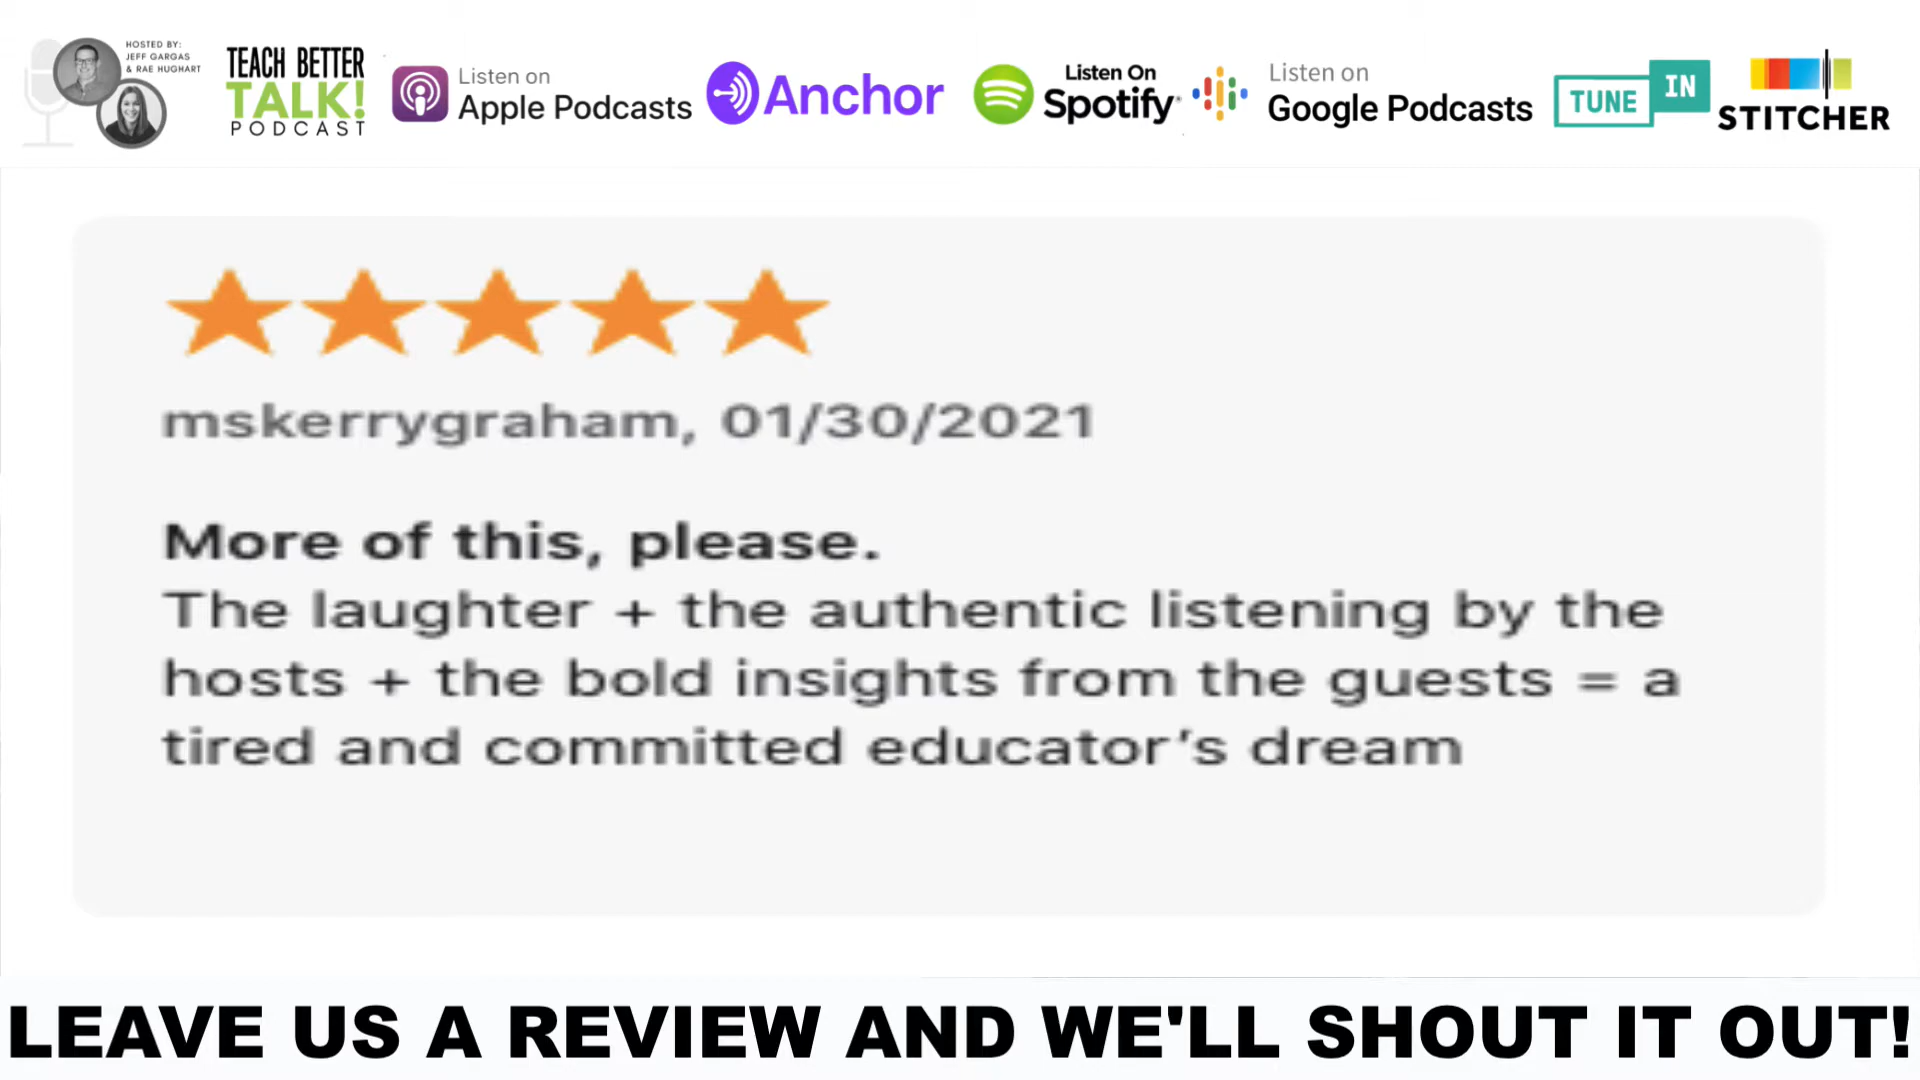 HOSTED BY:
JEFF GARGAS
& RAE HUGHART
TEACH BETTER
TALK!
PODCAST
Listen on
Apple Podcasts
Anchor
Listen On
Spotify
Listen on
Google Podcasts
TUNE IN
STITCHER
mskerrygraham, 01/30/2021
More of this, please.
The laughter + the authentic listening by the
hosts + the bold insights from the guests = a
tired and committed educator’s dream
LEAVE US A REVIEW AND WE'LL SHOUT IT OUT!